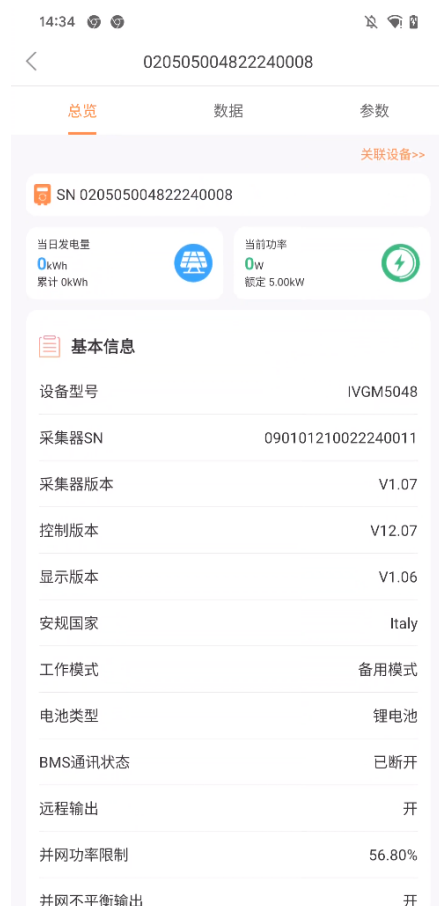 14:34
020505004822240008
总览
数据
参数
关联设备>>
SN 020505004822240008
当日发电量
0kWh
累计 0kWh
当前功率
0W
额定 5.00kW
基本信息
设备型号 IVGM5048
采集器SN 090101210022240011
采集器版本 V1.07
控制版本 V12.07
显示版本 V1.06
安规国家 Italy
工作模式 备用模式
电池类型 锂电池
BMS通讯状态 已断开
远程输出 开
并网功率限制 56.80%
并网不平衡输出 开